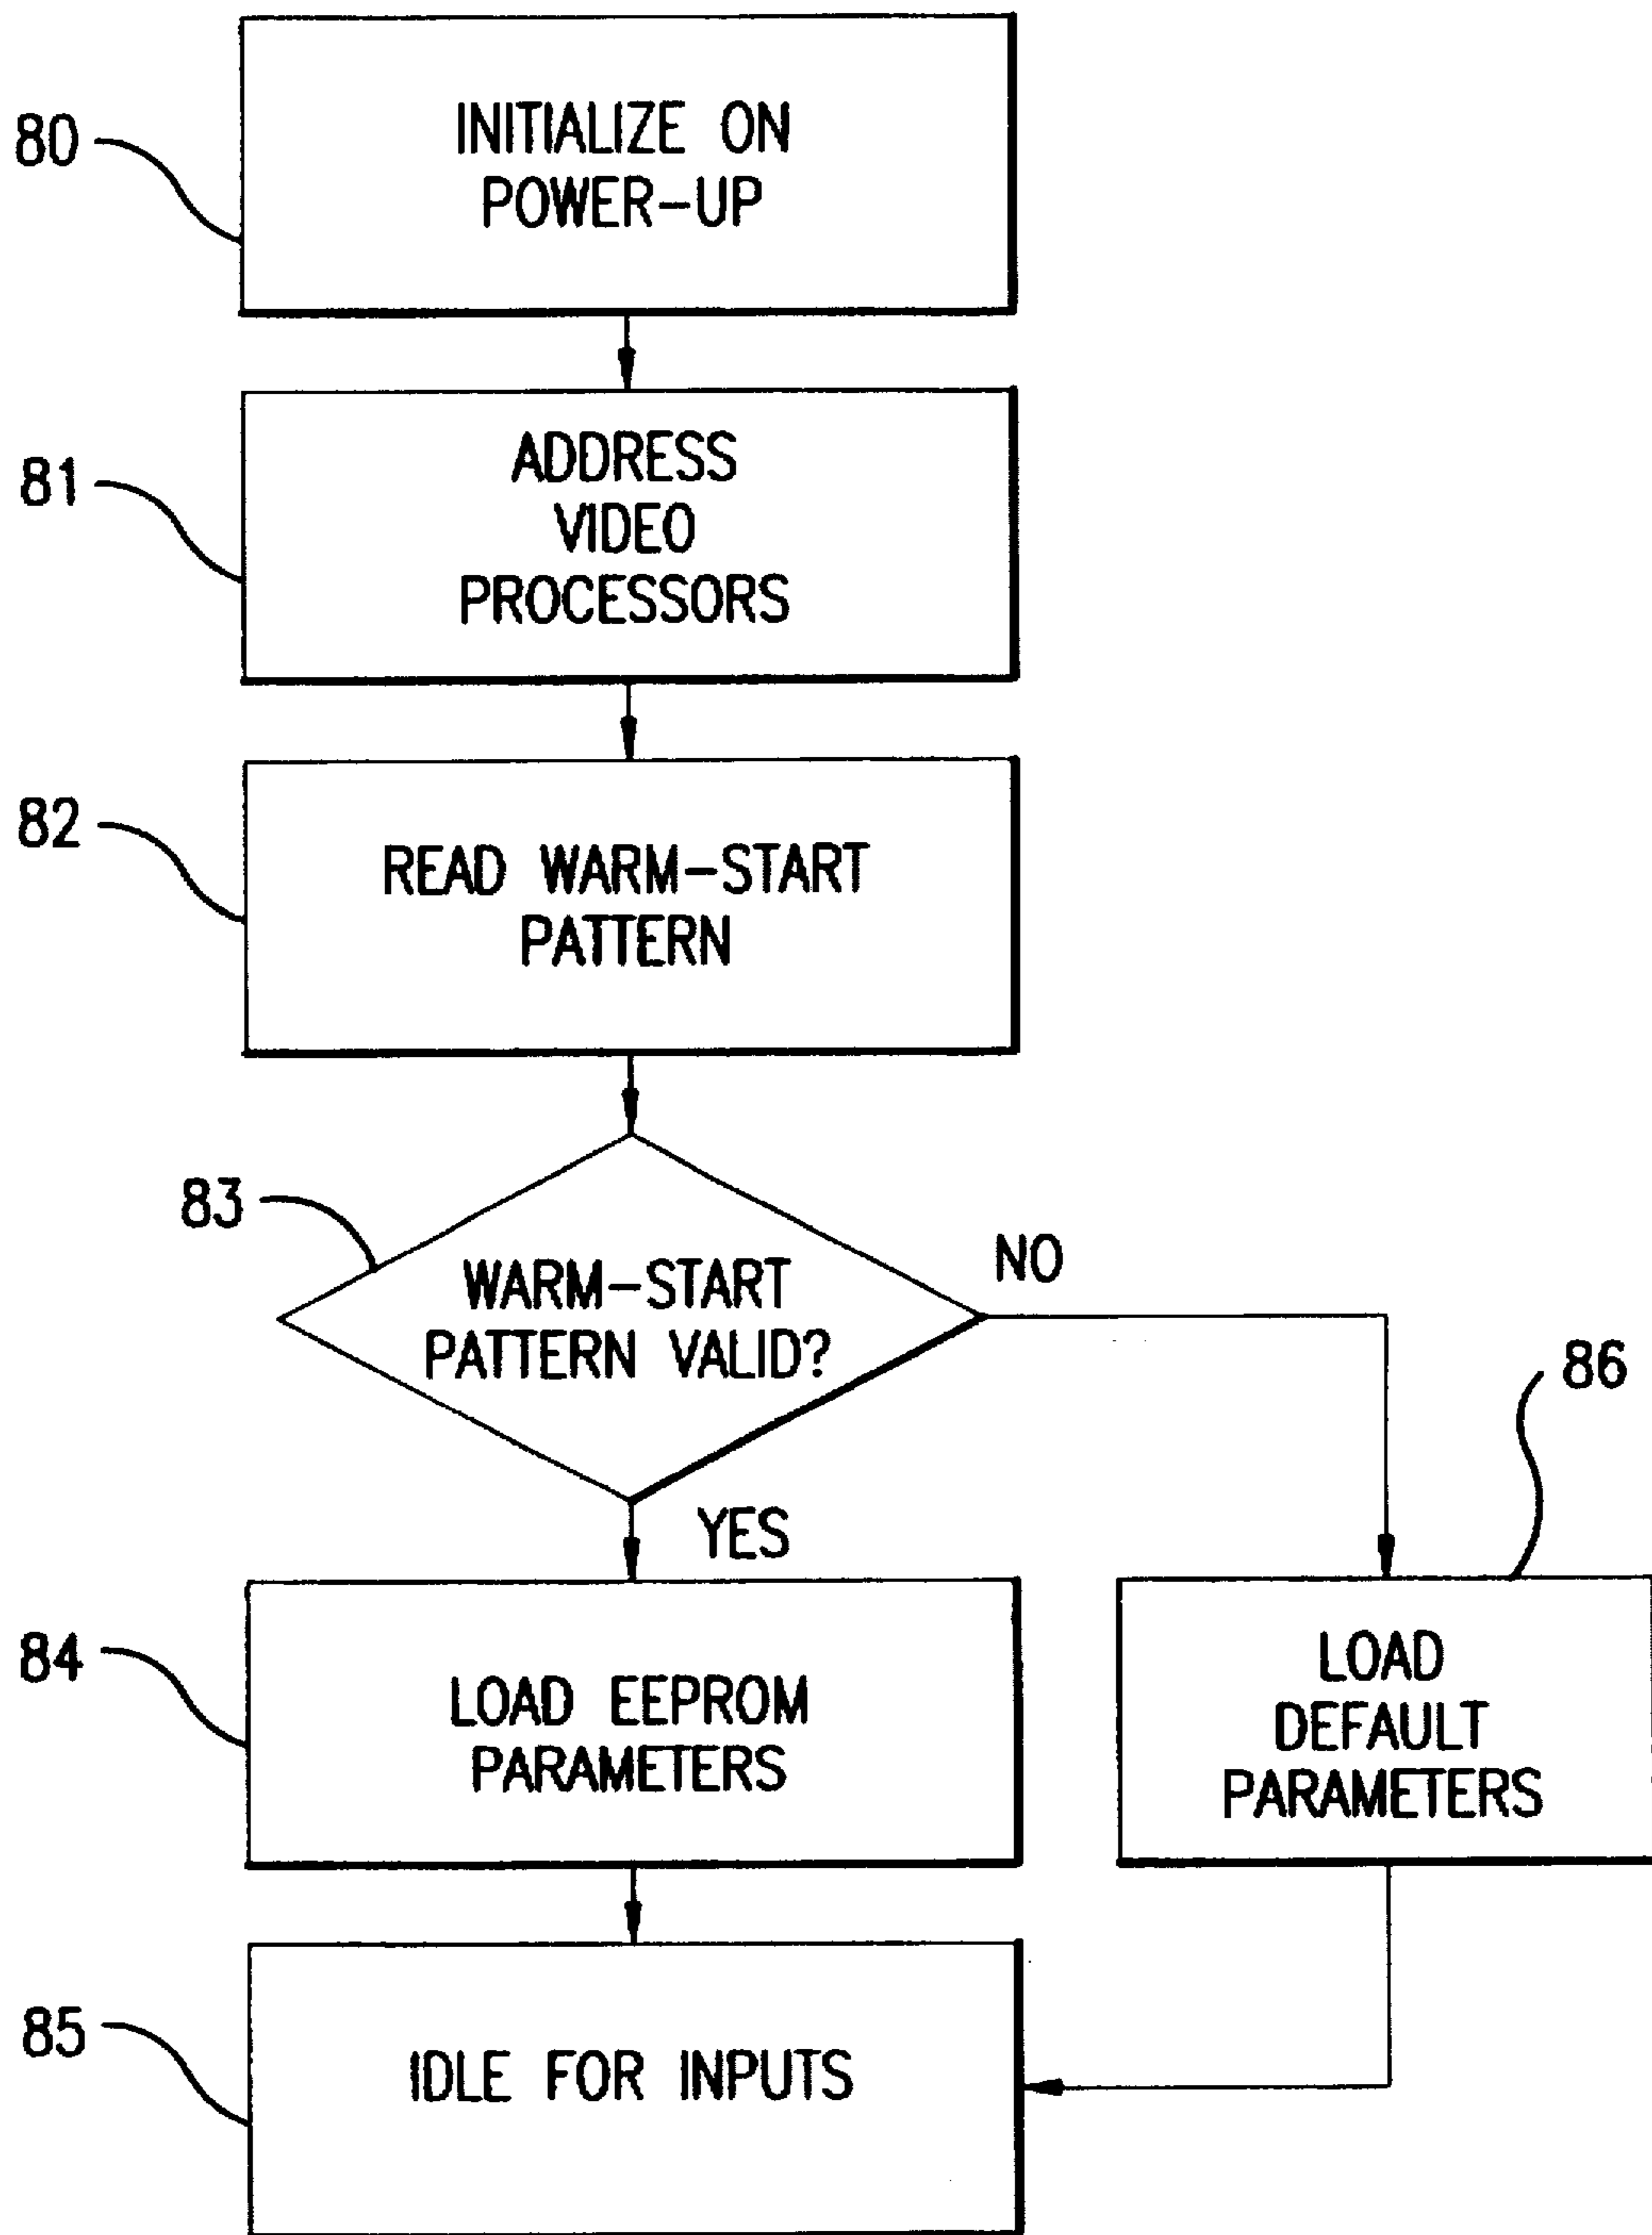 80
INITIALIZE ON
POWER-UP
81
ADDRESS
VIDEO
PROCESSORS
82
READ WARM-START
PATTERN
83
WARM-START
PATTERN VALID?
NO
YES
86
84
LOAD EEPROM
PARAMETERS
LOAD
DEFAULT
PARAMETERS
85
IDLE FOR INPUTS